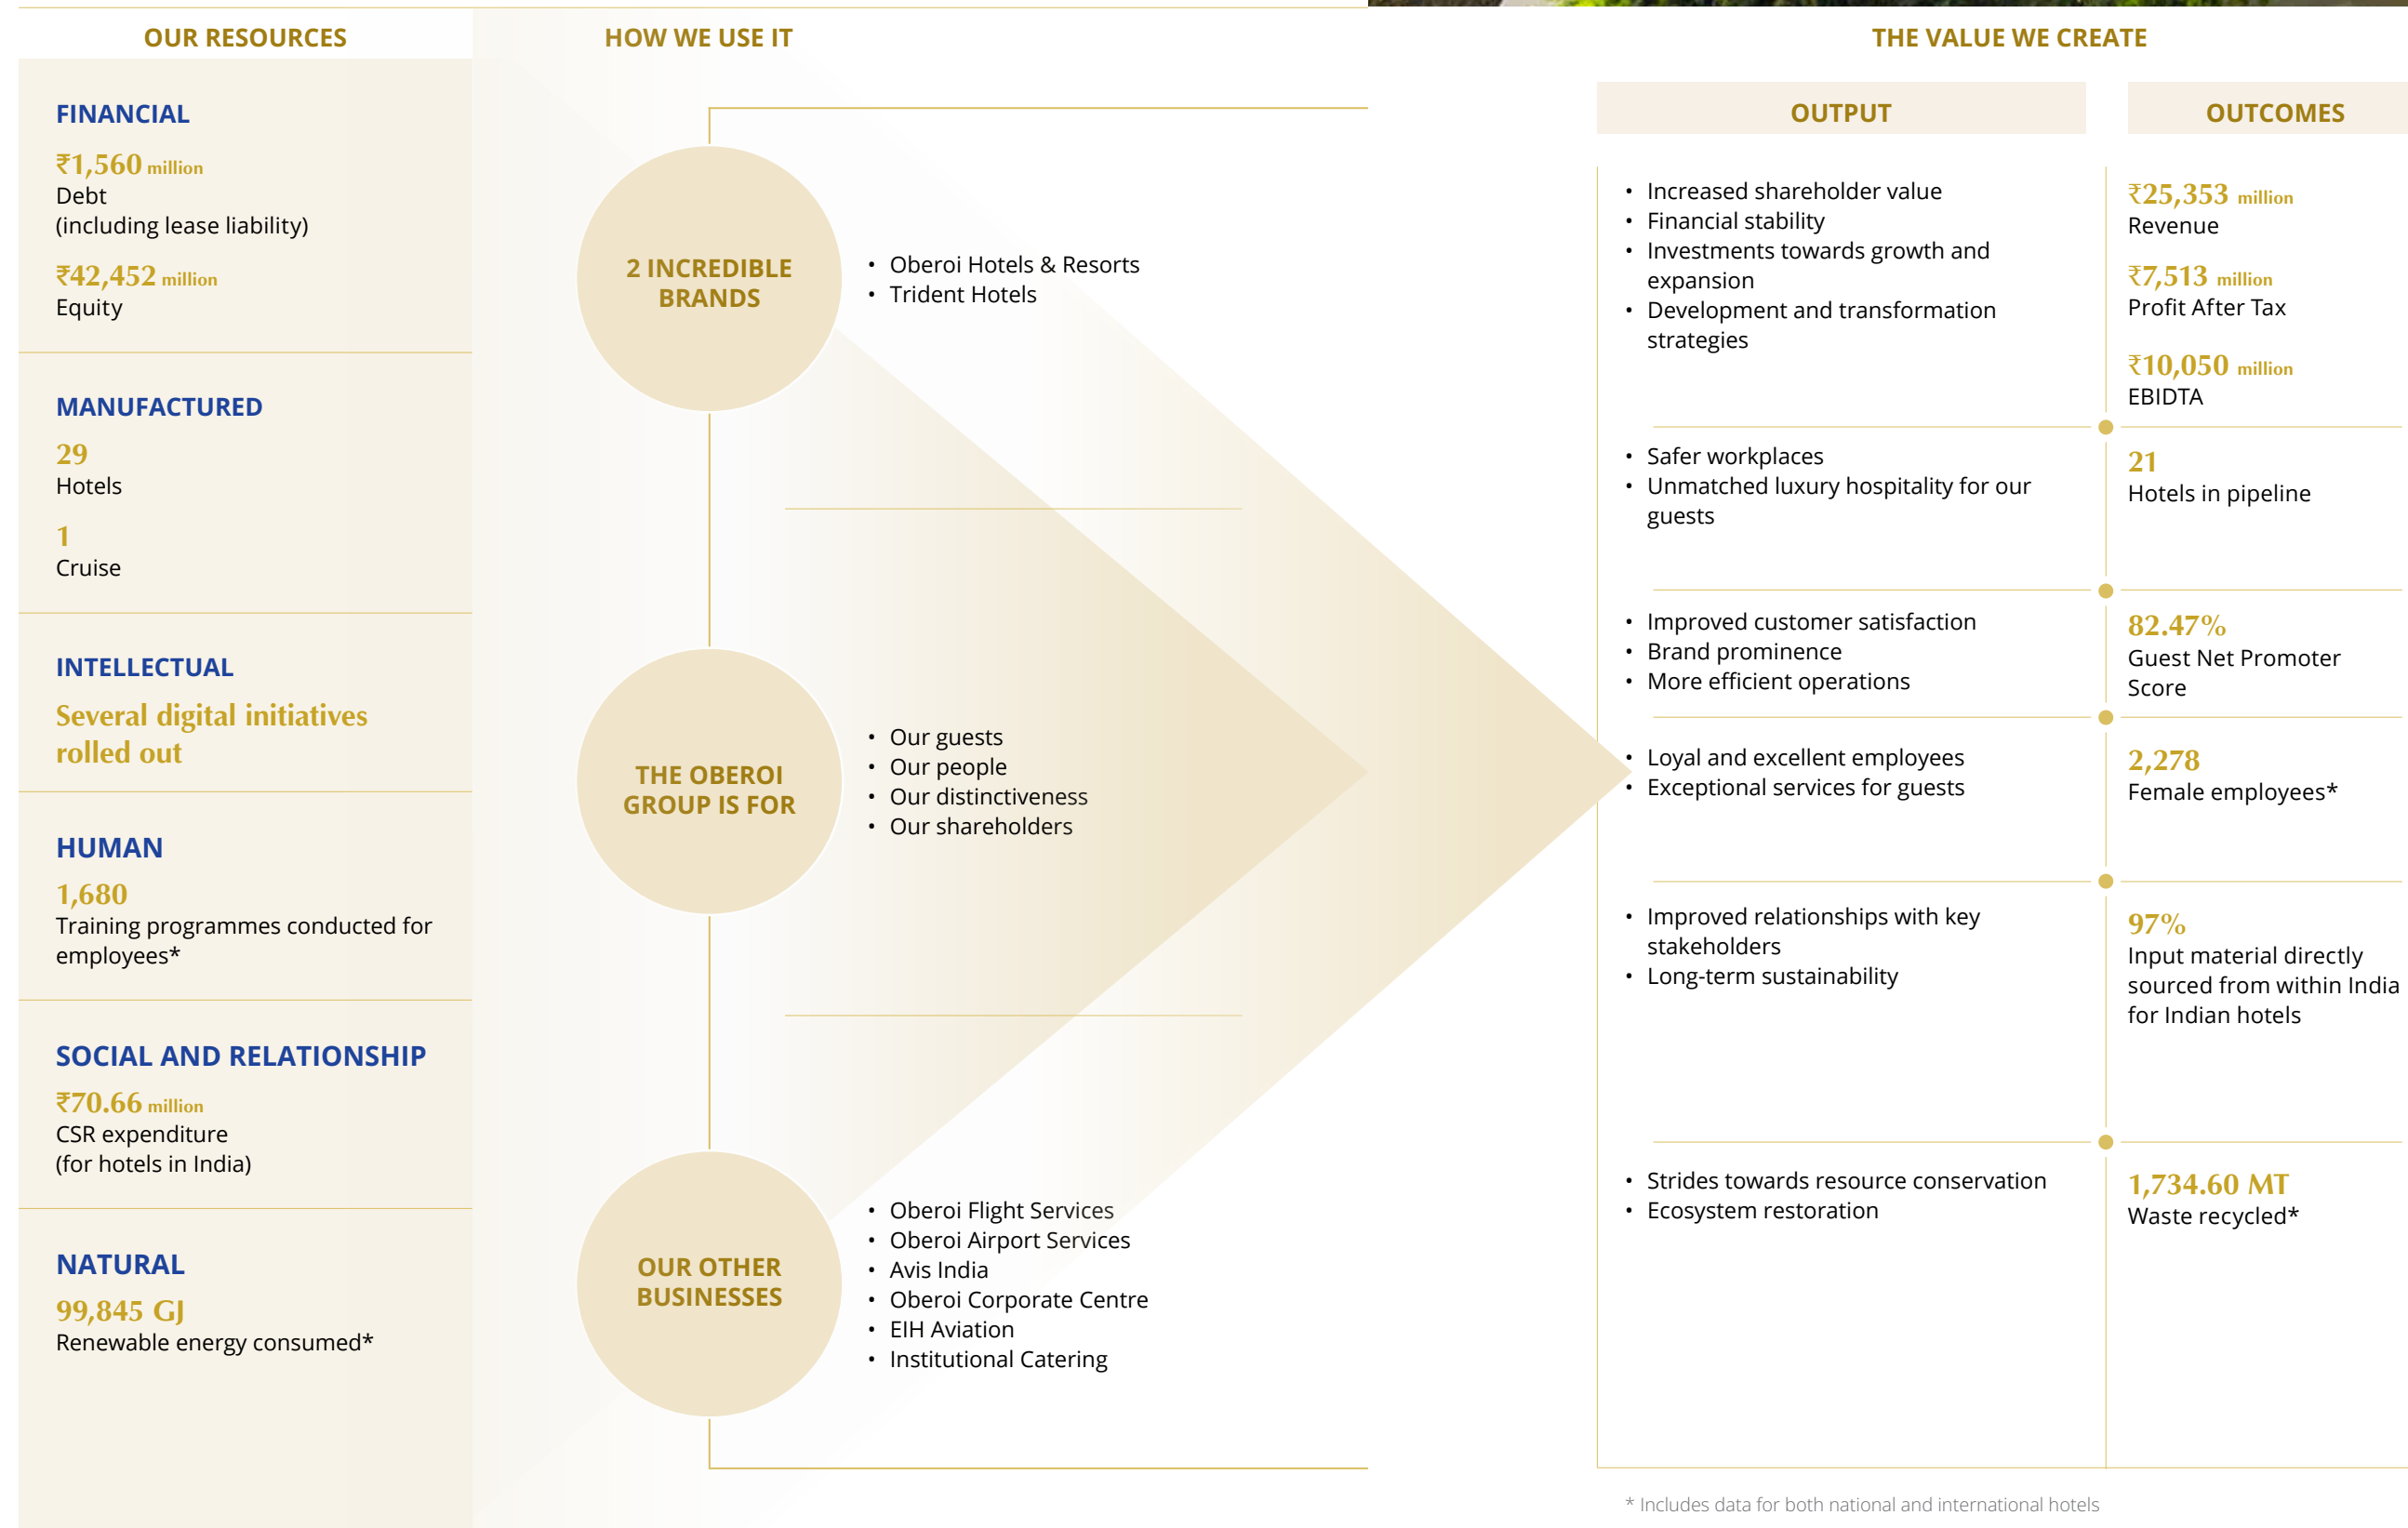 OUR RESOURCES
FINANCIAL
₹1,560 million
Debt
(including lease liability)
₹42,452 million
Equity
MANUFACTURED
29
Hotels
1
Cruise
INTELLECTUAL
Several digital initiatives
rolled out
HUMAN
1,680
Training programmes conducted for
employees*
SOCIAL AND RELATIONSHIP
₹70.66 million
CSR expenditure
(for hotels in India)
NATURAL
99,845 GJ
Renewable energy consumed*
HOW WE USE IT
2 INCREDIBLE
BRANDS
• Oberoi Hotels & Resorts
• Trident Hotels
THE OBEROI
GROUP IS FOR
• Our guests
• Our people
• Our distinctiveness
• Our shareholders
OUR OTHER
BUSINESSES
• Oberoi Flight Services
• Oberoi Airport Services
• Avis India
• Oberoi Corporate Centre
• EIH Aviation
• Institutional Catering
THE VALUE WE CREATE
OUTPUT
OUTCOMES
• Increased shareholder value
• Financial stability
• Investments towards growth and
expansion
• Development and transformation
strategies
₹25,353 million
Revenue
₹7,513 million
Profit After Tax
₹10,050 million
EBIDTA
• Safer workplaces
• Unmatched luxury hospitality for our
guests
21
Hotels in pipeline
• Improved customer satisfaction
• Brand prominence
• More efficient operations
82.47%
Guest Net Promoter
Score
• Loyal and excellent employees
• Exceptional services for guests
2,278
Female employees*
• Improved relationships with key
stakeholders
• Long-term sustainability
97%
Input material directly
sourced from within India
for Indian hotels
• Strides towards resource conservation
• Ecosystem restoration
1,734.60 MT
Waste recycled*
* Includes data for both national and international hotels